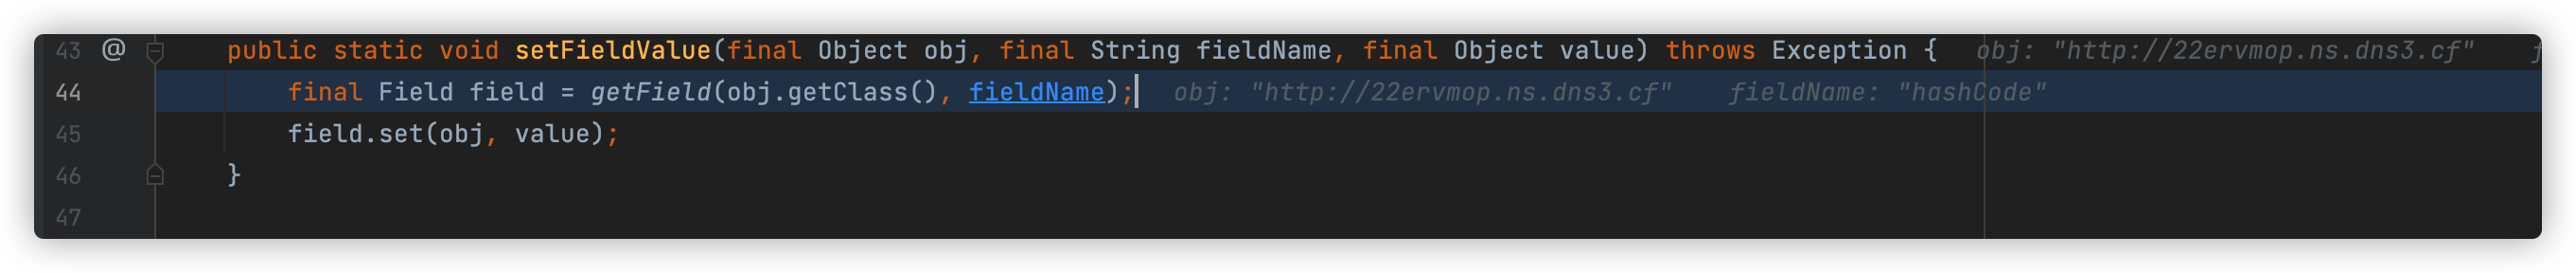 43 @ public static void setFieldValue(final Object obj, final String fieldName, final Object value) throws Exception { obj: "http://22ervmop.ns.dns3.cf"
44 final Field field = getField(obj.getClass(), fieldName); obj: "http://22ervmop.ns.dns3.cf" fieldName: "hashCode"
45 field.set(obj, value);
46 }
47